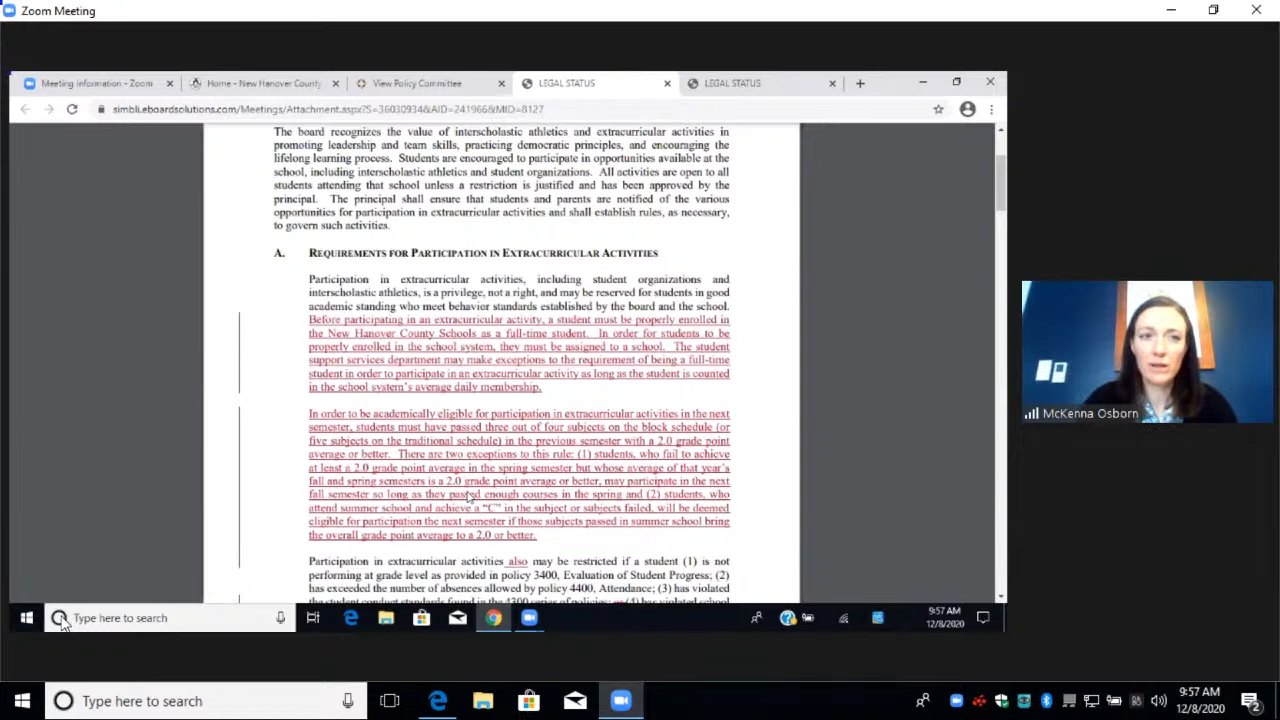 Zoom Meeting
Meeting information - Zoom
Home - New Hanover County
View Policy Committee
LEGAL STATUS
LEGAL STATUS
simbli.eboardsolutions.com/Meetings/Attachment.aspx?S=36030934&AID=241966&MID=8127
The board recognizes the value of interscholastic athletics and extracurricular activities in
promoting leadership and team skills, practicing democratic principles, and encouraging the
lifelong learning process. Students are encouraged to participate in opportunities available at the
school, including interscholastic athletics and student organizations. All activities are open to all
students attending that school unless a restriction is justified and has been approved by the
principal. The principal shall ensure that students and parents are notified of the various
opportunities for participation in extracurricular activities and shall establish rules, as necessary,
to govern such activities.
A. REQUIREMENTS FOR PARTICIPATION IN EXTRACURRICULAR ACTIVITIES
Participation in extracurricular activities, including student organizations and
interscholastic athletics, is a privilege, not a right, and may be reserved for students in good
academic standing who meet behavior standards established by the board and the school.
Before participating in an extracurricular activity, a student must be properly enrolled in
the New Hanover County Schools as a full-time student. In order for students to be
properly enrolled in the school system, they must be assigned to a school. The student
support services department may make exceptions to the requirement of being a full-time
student in order to participate in an extracurricular activity as long as the student is counted
in the school system's average daily membership.
In order to be academically eligible for participation in extracurricular activities in the next
semester, students must have passed three out of four subjects on the block schedule (or
five subjects on the traditional schedule) in the previous semester with a 2.0 grade point
average or better. There are two exceptions to this rule: (1) students, who fail to achieve
at least a 2.0 grade point average in the spring semester but whose average of that year's
fall and spring semesters is a 2.0 grade point average or better, may participate in the next
fall semester so long as they passed enough courses in the spring and (2) students, who
attend summer school and achieve a "C" in the subject or subjects failed, will be deemed
eligible for participation the next semester if those subjects passed in summer school bring
the overall grade point average to a 2.0 or better.
Participation in extracurricular activities also may be restricted if a student (1) is not
performing at grade level as provided in policy 3400, Evaluation of Student Progress; (2)
has exceeded the number of absences allowed by policy 4400, Attendance; (3) has violated
the student conduct standards found in the 4300 series of policies; or (4) has violated school
McKenna Osborn
Type here to search
9:57 AM
12/8/2020
Type here to search
9:57 AM
12/8/2020
2